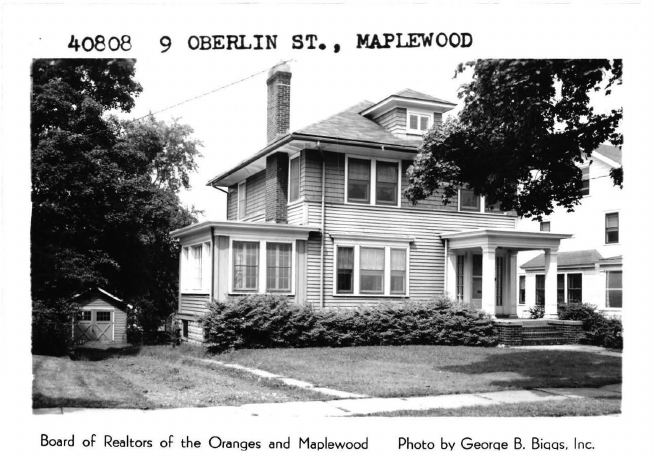 40808 9 OBERLIN ST., MAPLEWOOD
Board of Realtors of the Oranges and Maplewood Photo by George B. Biggs, Inc.